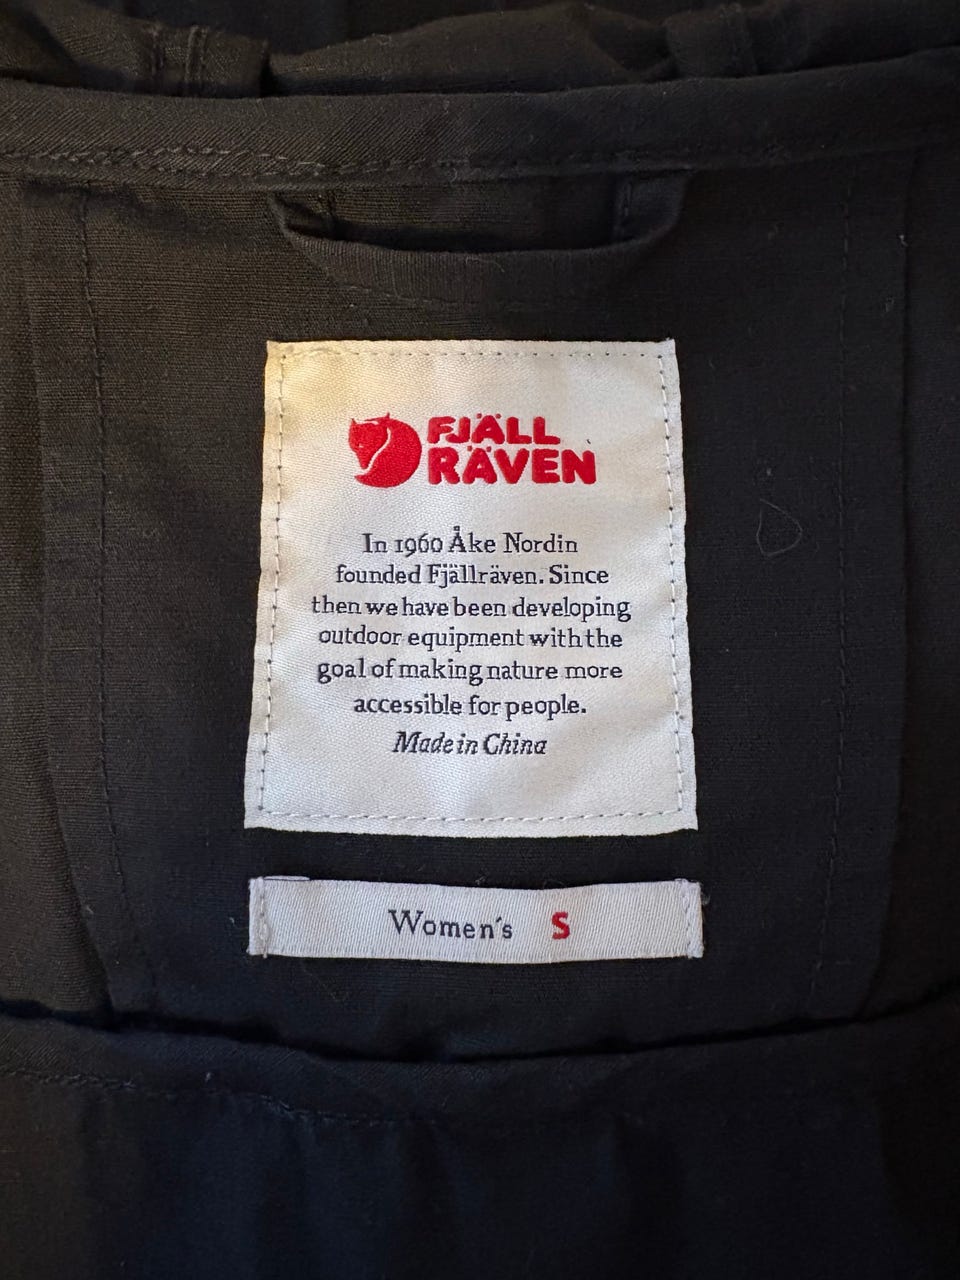 FJÄLL
RÄVEN
In 1960 Åke Nordin
founded Fjällräven. Since
then we have been developing
outdoor equipment with the
goal of making nature more
accessible for people.
Made in China
Women's S